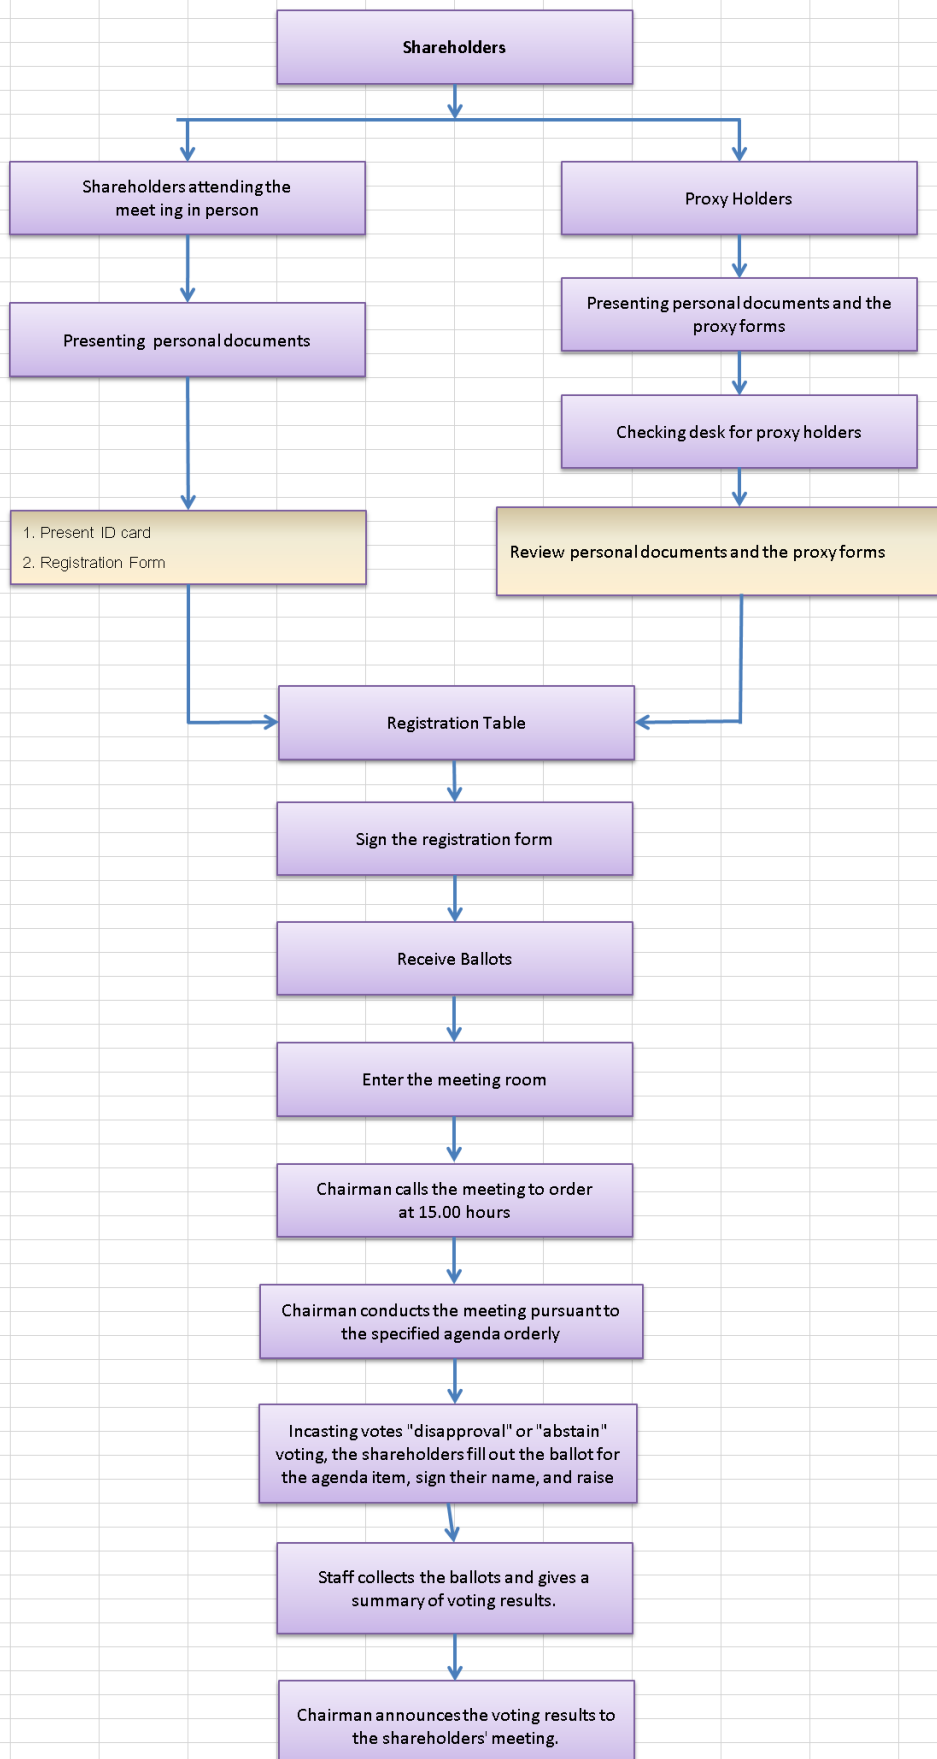 Shareholders
Shareholders attending the
meet ing in person
Proxy Holders
Presenting personal documents
Presenting personal documents and the
proxy forms
Checking desk for proxy holders
1. Present ID card
2. Registration Form
Review personal documents and the proxy forms
Registration Table
Sign the registration form
Receive Ballots
Enter the meeting room
Chairman calls the meeting to order
at 15.00 hours
Chairman conducts the meeting pursuant to
the specified agenda orderly
Incasting votes "disapproval" or "abstain"
voting, the shareholders fill out the ballot for
the agenda item, sign their name, and raise
Staff collects the ballots and gives a
summary of voting results.
Chairman announces the voting results to
the shareholders' meeting.